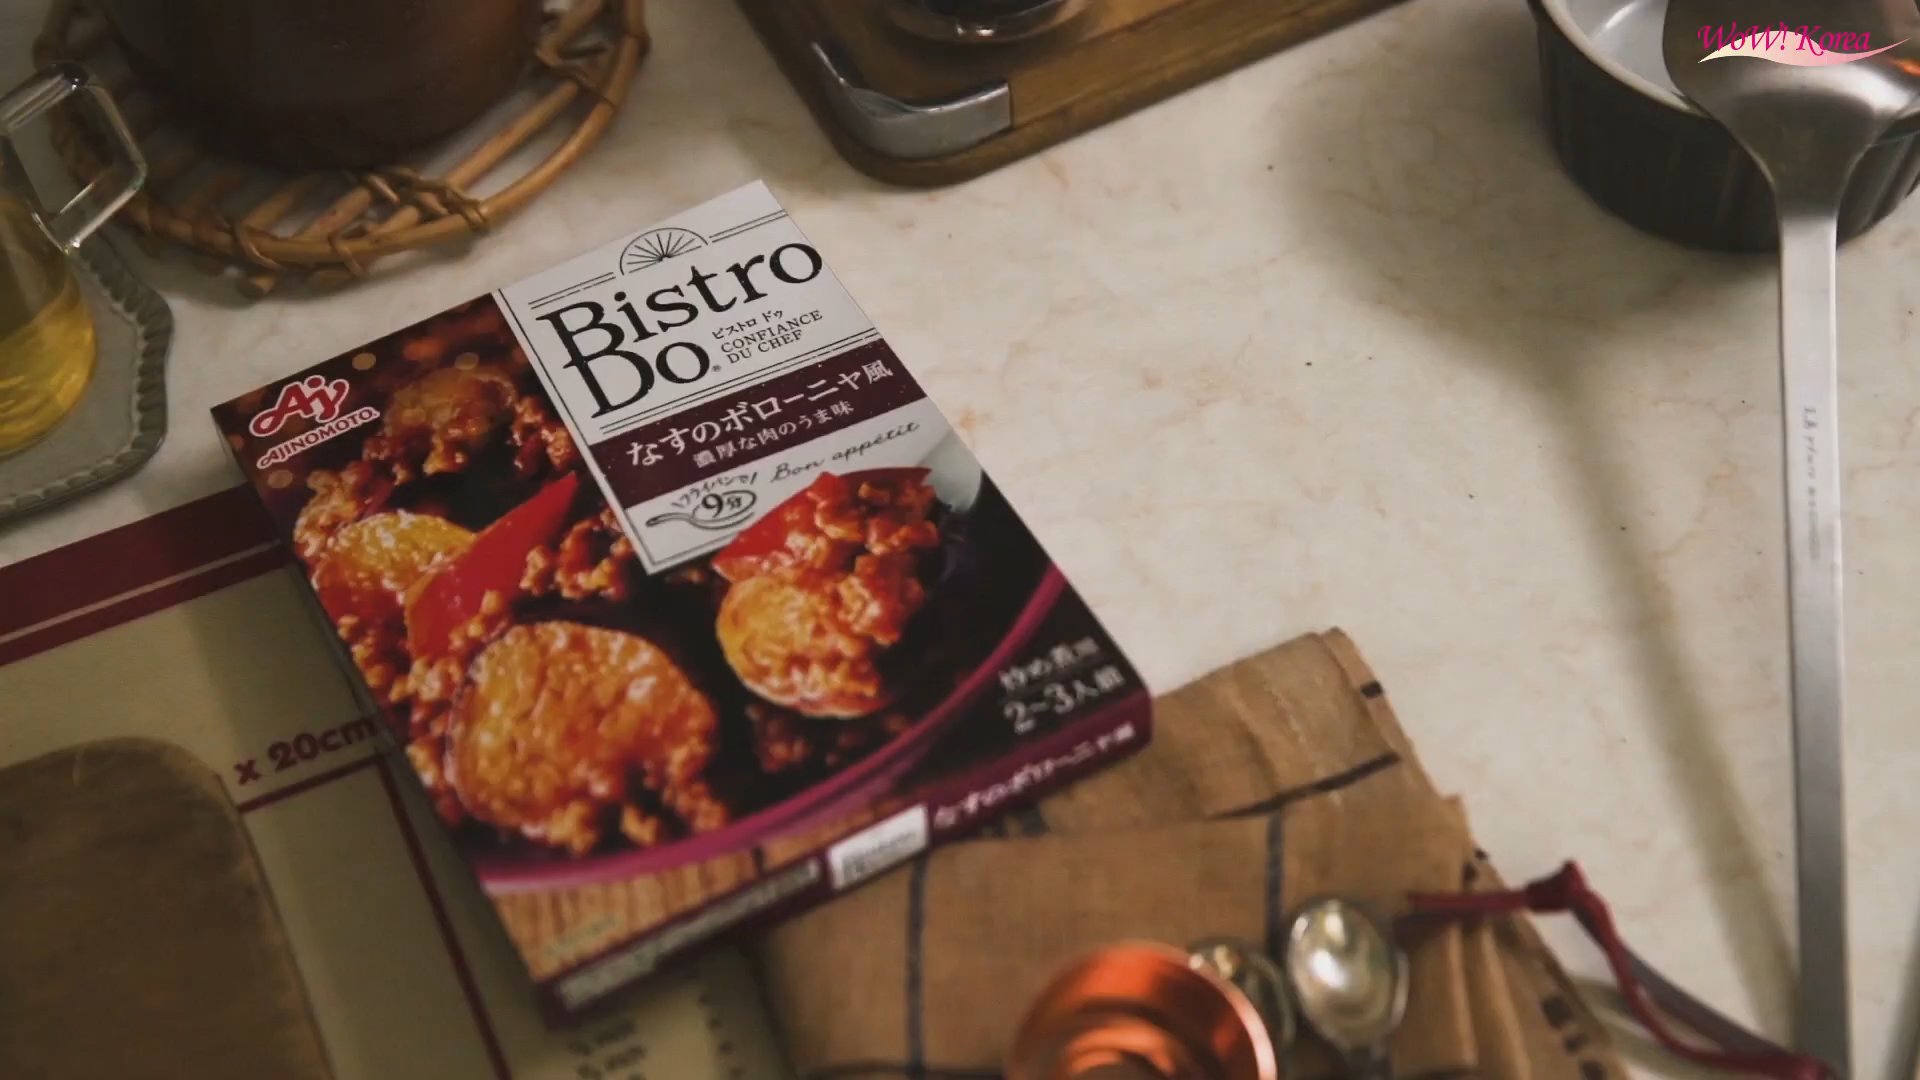 WoW! Korea
Bistro
Do
ビストロ ドゥ
CONFIANCE
DU CHEF
Aj
AJINOMOTO
なすのボローニャ風
濃厚な肉のうま味
フライパンで!
9分
Bon appétit
炒め煮用
2~3人前
x 20cm
なすのボローニャ風